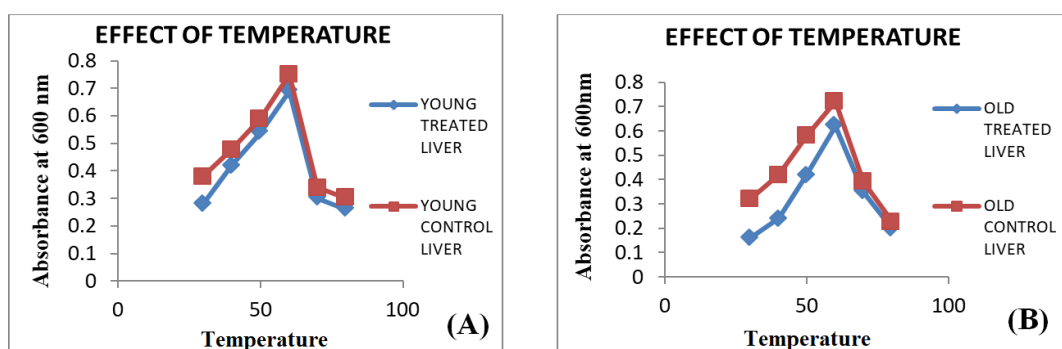 EFFECT OF TEMPERATURE
0.8
0.7
0.6
0.5
0.4
0.3
0.2
0.1
0
Absorbance at 600 nm
0
50
100
Temperature
YOUNG
TREATED
LIVER
YOUNG
CONTROL
LIVER
(A)
EFFECT OF TEMPERATURE
0.8
0.7
0.6
0.5
0.4
0.3
0.2
0.1
0
Absorbance at 600nm
0
50
100
Temperature
OLD
TREATED
LIVER
OLD
CONTROL
LIVER
(B)